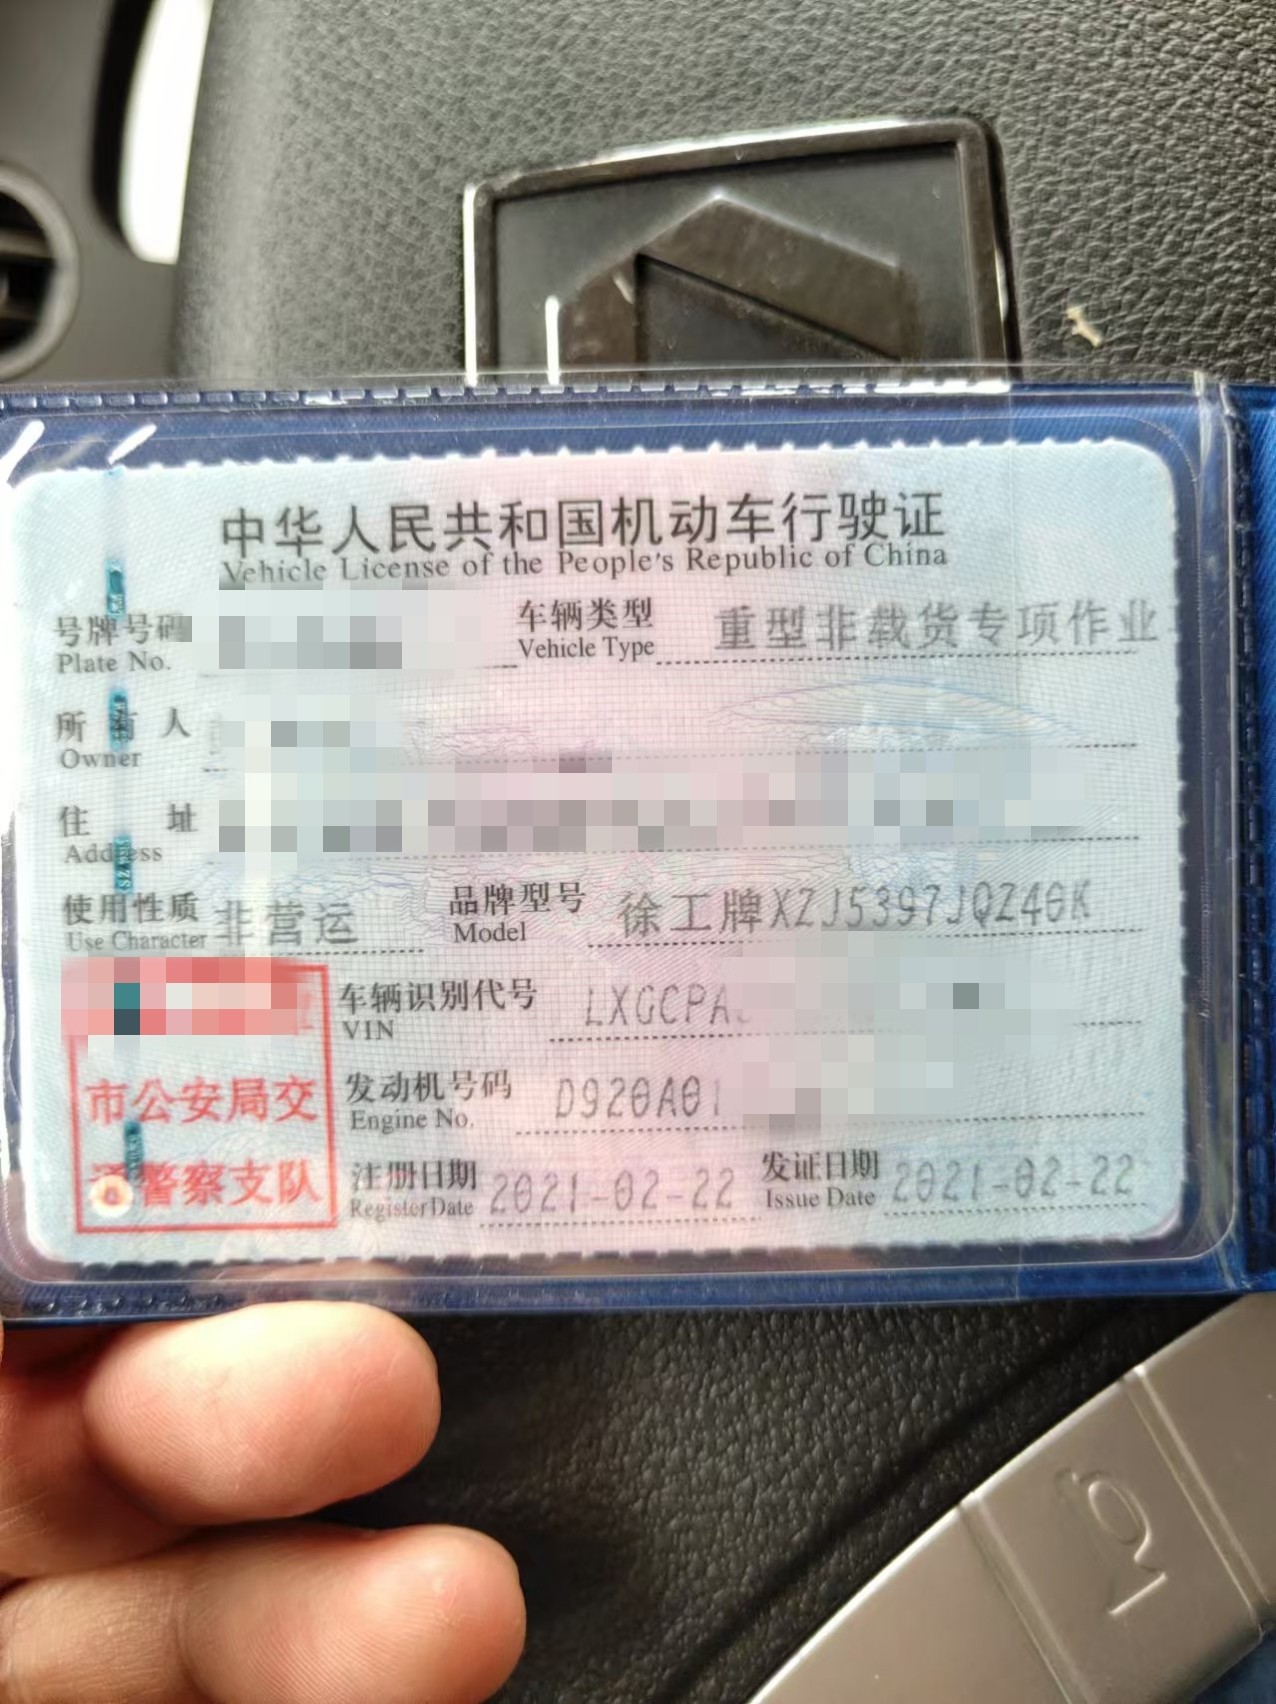 中华人民共和国机动车行驶证
Vehicle License of the People's Republic of China
号牌号码 车辆类型 重型非载货专项作业
Plate No. Vehicle Type
所有人
Owner
住址
Address
使用性质 非营运 品牌型号 徐工牌XZJ5397JQZ40K
Use Character Model
车辆识别代号 LXGCPA
VIN
市公安局交
通警察支队
发动机号码 D920A01
Engine No.
注册日期 2021-02-22 发证日期 2021-02-22
Register Date Issue Date